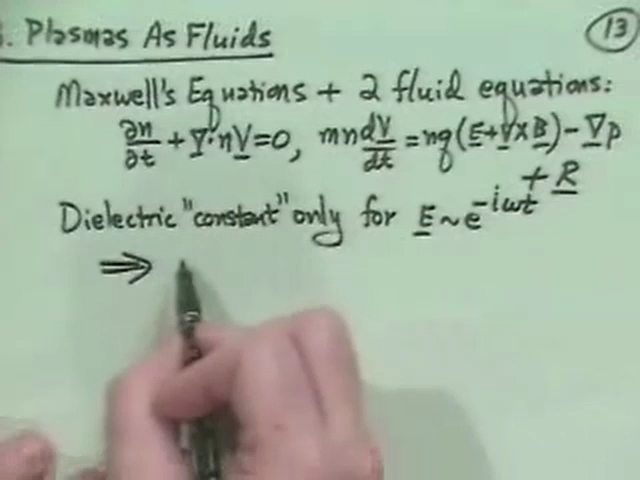 . Plasmas As Fluids
13
Maxwell's Equations + 2 fluid equations:
∂n/∂t + ∇·nV=0, mn dV/dt = nq(E+V×B) - ∇p
+ R
Dielectric "constant" only for E~e^-iωt
⇒